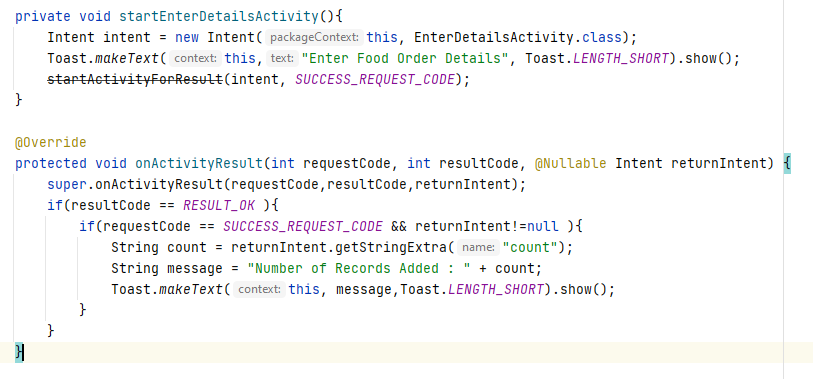 private void startEnterDetailsActivity(){
    Intent intent = new Intent( packageContext: this, EnterDetailsActivity.class);
    Toast.makeText( context: this, text: "Enter Food Order Details", Toast.LENGTH_SHORT).show();
    startActivityForResult(intent, SUCCESS_REQUEST_CODE);
}
@Override
protected void onActivityResult(int requestCode, int resultCode, @Nullable Intent returnIntent) {
    super.onActivityResult(requestCode,resultCode,returnIntent);
    if(resultCode == RESULT_OK ){
        if(requestCode == SUCCESS_REQUEST_CODE && returnIntent!=null ){
            String count = returnIntent.getStringExtra( name: "count");
            String message = "Number of Records Added : " + count;
            Toast.makeText( context: this, message,Toast.LENGTH_SHORT).show();
        }
    }
}